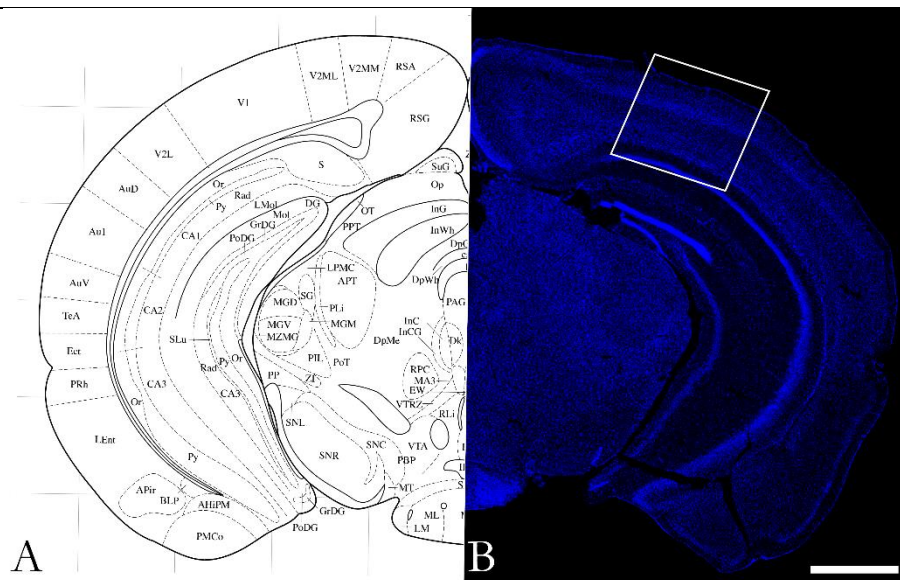 V2MM
RSA
V2ML
V1
RSG
V2L
S
SuG
Op
AuD
Or
Rad
LMol
Py
Mol
DG
InG
GrDG
OT
Au1
CA1
PoDG
PPT
InWh
LPMC
APT
DpWh
AuV
SG
MGD
PAG
CA2
PLi
TeA
MGV
MGM
InC
MZMG
InCG
SLu
DpMe
Dk
Ect
Py
Or
PIL
PoT
Rad
RPC
PRh
CA3
PP
ZI
MA3
EW
CA3
Or
VTRZ
RLi
SNL
LEnt
SNR
SNC
VTA
PBP
Py
APir
MT
BLP
AHiPM
GrDG
ML
PoDG
LM
PMCo
A
B